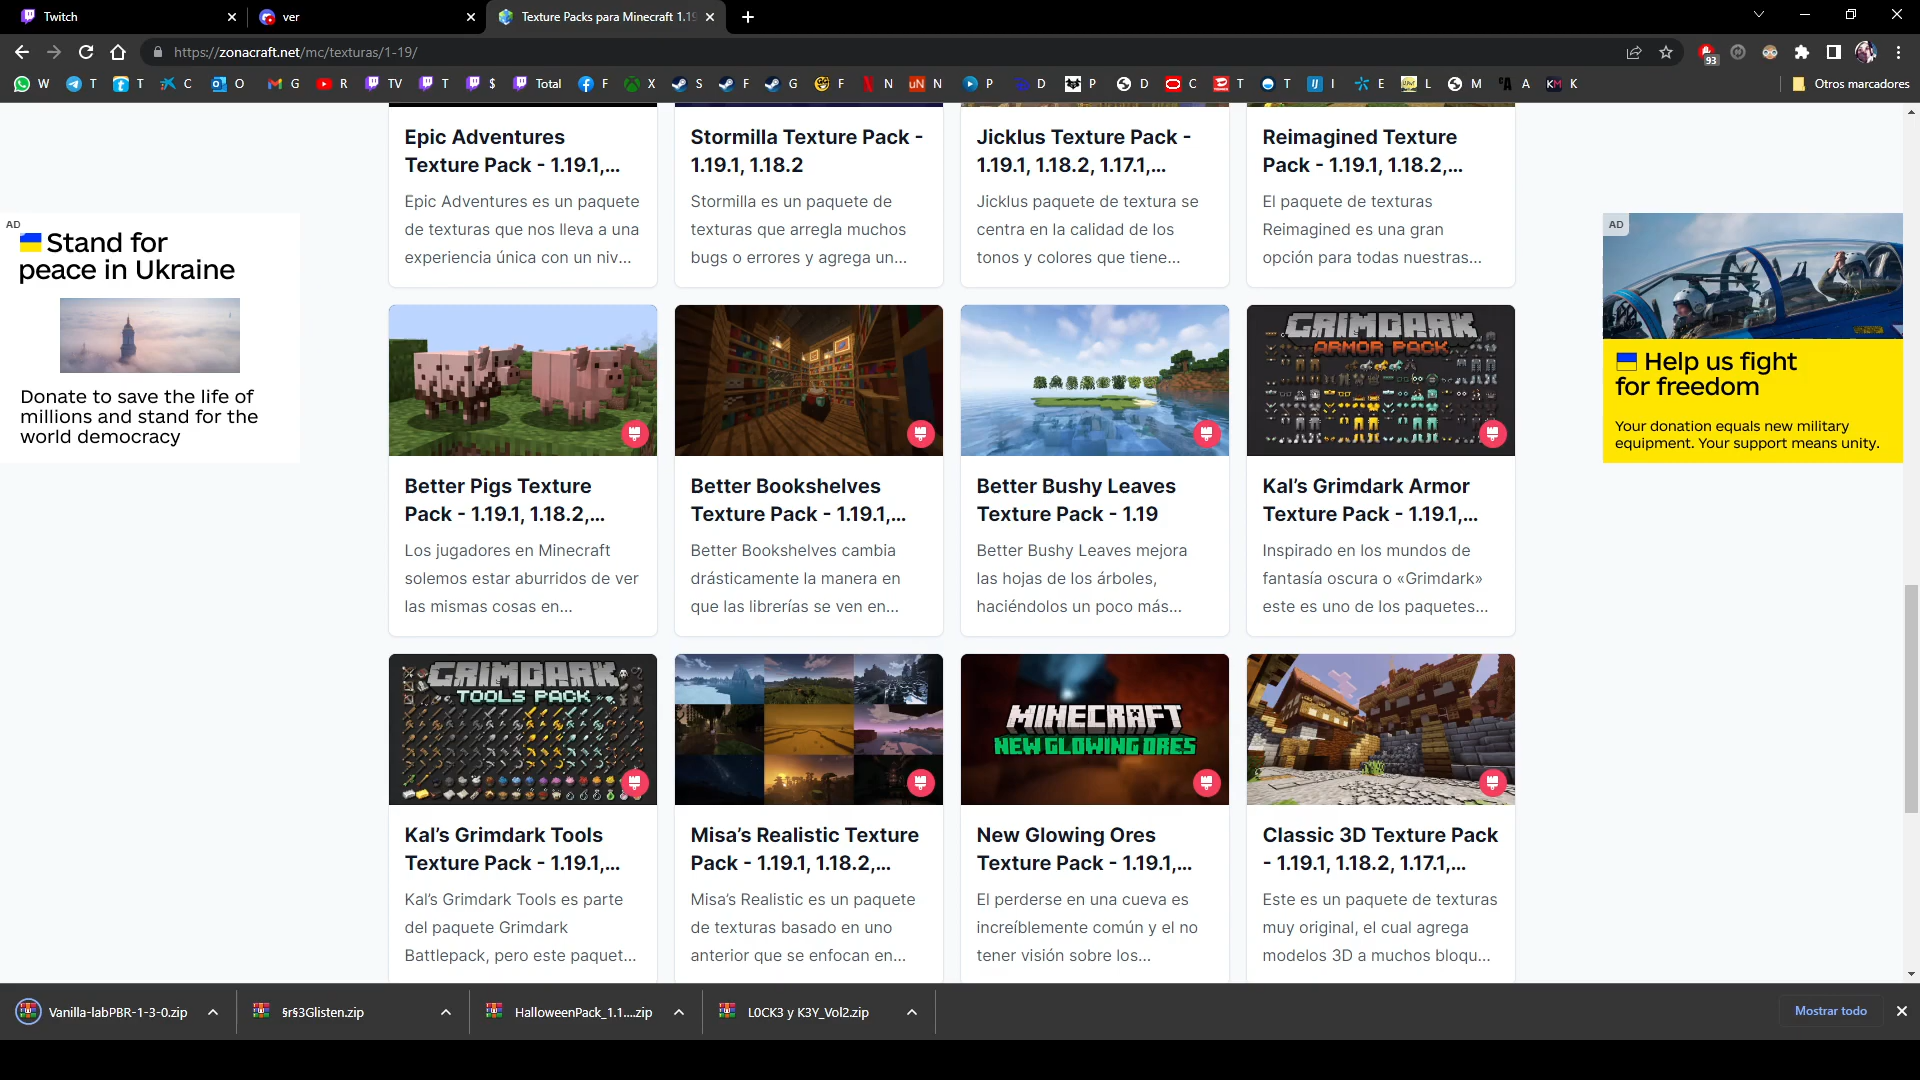 Twitch
ver
Texture Packs para Minecraft 1.19
https://zonacraft.net/mc/texturas/1-19/
93
W T T C O G R TV T $ Total F X S F G F N N P D P D C T T I E L M A K Otros marcadores
Epic Adventures
Texture Pack - 1.19.1,...
Epic Adventures es un paquete
de texturas que nos lleva a una
experiencia única con un niv...
Stormilla Texture Pack -
1.19.1, 1.18.2
Stormilla es un paquete de
texturas que arregla muchos
bugs o errores y agrega un...
Jicklus Texture Pack -
1.19.1, 1.18.2, 1.17.1,...
Jicklus paquete de textura se
centra en la calidad de los
tonos y colores que tiene...
Reimagined Texture
Pack - 1.19.1, 1.18.2,...
El paquete de texturas
Reimagined es una gran
opción para todas nuestras...
AD
Stand for
peace in Ukraine
Donate to save the life of
millions and stand for the
world democracy
AD
Help us fight
for freedom
Your donation equals new military
equipment. Your support means unity.
Better Pigs Texture
Pack - 1.19.1, 1.18.2,...
Los jugadores en Minecraft
solemos estar aburridos de ver
las mismas cosas en...
Better Bookshelves
Texture Pack - 1.19.1,...
Better Bookshelves cambia
drásticamente la manera en
que las librerías se ven en...
Better Bushy Leaves
Texture Pack - 1.19
Better Bushy Leaves mejora
las hojas de los árboles,
haciéndolos un poco más...
GRIMDARK
ARMOR PACK
Kal's Grimdark Armor
Texture Pack - 1.19.1,...
Inspirado en los mundos de
fantasía oscura o «Grimdark»
este es uno de los paquetes...
GRIMDARK
TOOLS PACK
Kal's Grimdark Tools
Texture Pack - 1.19.1,...
Kal's Grimdark Tools es parte
del paquete Grimdark
Battlepack, pero este paquet...
Misa's Realistic Texture
Pack - 1.19.1, 1.18.2,...
Misa's Realistic es un paquete
de texturas basado en uno
anterior que se enfocan en...
MINECRAFT
NEW GLOWING ORES
New Glowing Ores
Texture Pack - 1.19.1,...
El perderse en una cueva es
increíblemente común y el no
tener visión sobre los...
Classic 3D Texture Pack
- 1.19.1, 1.18.2, 1.17.1,...
Este es un paquete de texturas
muy original, el cual agrega
modelos 3D a muchos bloqu...
Vanilla-labPBR-1-3-0.zip
§r§3Glisten.zip
HalloweenPack_1.1....zip
L0CK3 y K3Y_Vol2.zip
Mostrar todo